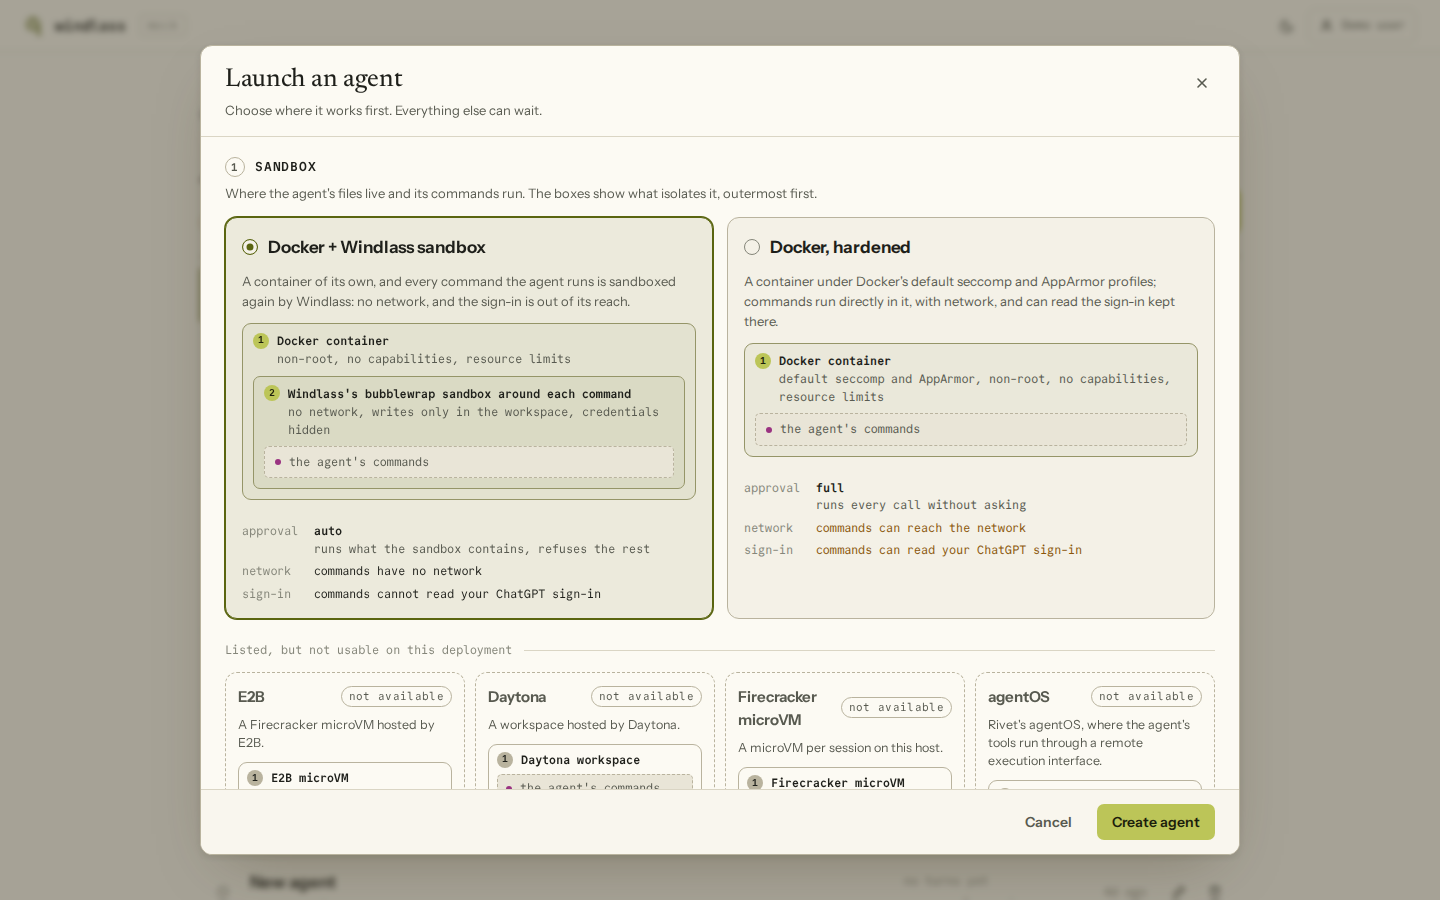 windlass
Launch an agent
Choose where it works first. Everything else can wait.
1 SANDBOX
Where the agent's files live and its commands run. The boxes show what isolates it, outermost first.
Docker + Windlass sandbox
A container of its own, and every command the agent runs is sandboxed
again by Windlass: no network, and the sign-in is out of its reach.
1 Docker container
non-root, no capabilities, resource limits
2 Windlass's bubblewrap sandbox around each command
no network, writes only in the workspace, credentials
hidden
the agent's commands
approval auto
runs what the sandbox contains, refuses the rest
network commands have no network
sign-in commands cannot read your ChatGPT sign-in
Docker, hardened
A container under Docker's default seccomp and AppArmor profiles;
commands run directly in it, with network, and can read the sign-in kept
there.
1 Docker container
default seccomp and AppArmor, non-root, no capabilities,
resource limits
the agent's commands
approval full
runs every call without asking
network commands can reach the network
sign-in commands can read your ChatGPT sign-in
Listed, but not usable on this deployment
E2B not available
A Firecracker microVM hosted by
E2B.
1 E2B microVM
Daytona not available
A workspace hosted by Daytona.
1 Daytona workspace
the agent's commands
Firecracker
microVM not available
A microVM per session on this host.
1 Firecracker microVM
agentOS not available
Rivet's agentOS, where the agent's
tools run through a remote
execution interface.
Cancel
Create agent
New agent